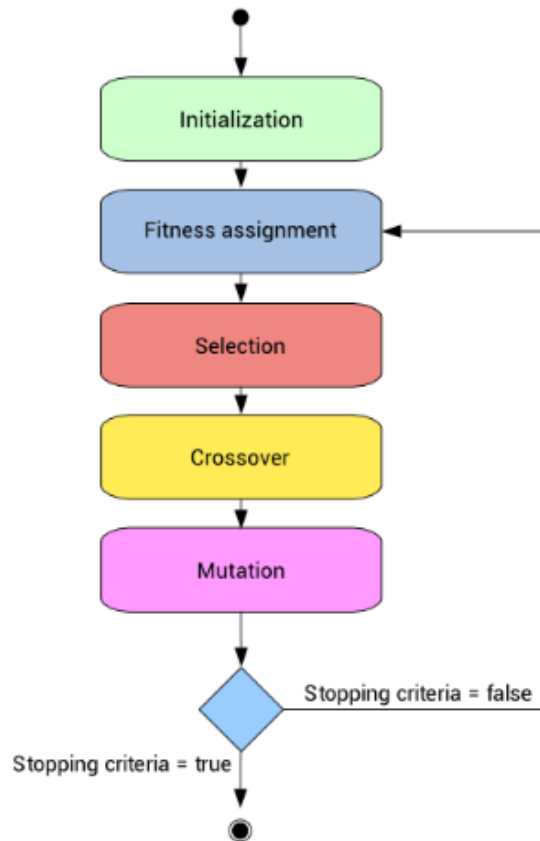 Initialization
Fitness assignment
Selection
Crossover
Mutation
Stopping criteria = false
Stopping criteria = true